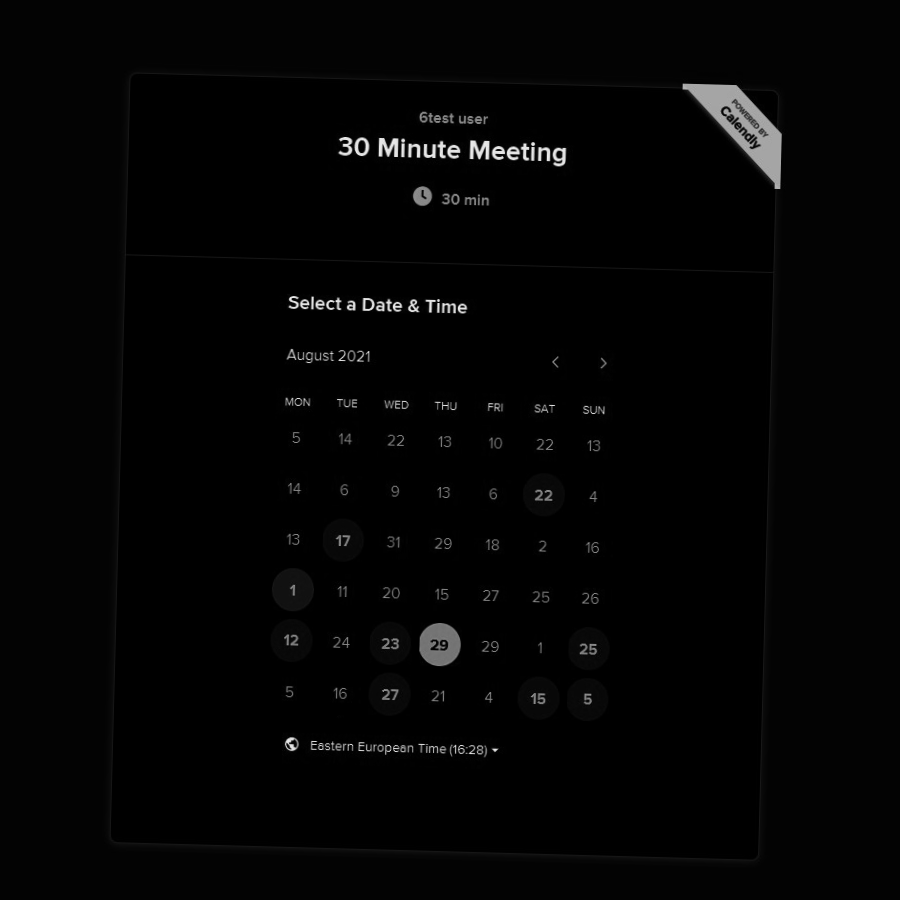 6test user
30 Minute Meeting
30 min
POWERED BY
Calendly
Select a Date & Time
August 2021
MON TUE WED THU FRI SAT SUN
5 14 22 13 10 22 13
14 6 9 13 6 22 4
13 17 31 29 18 2 16
1 11 20 15 27 25 26
12 24 23 29 29 1 25
5 16 27 21 4 15 5
Eastern European Time (16:28)